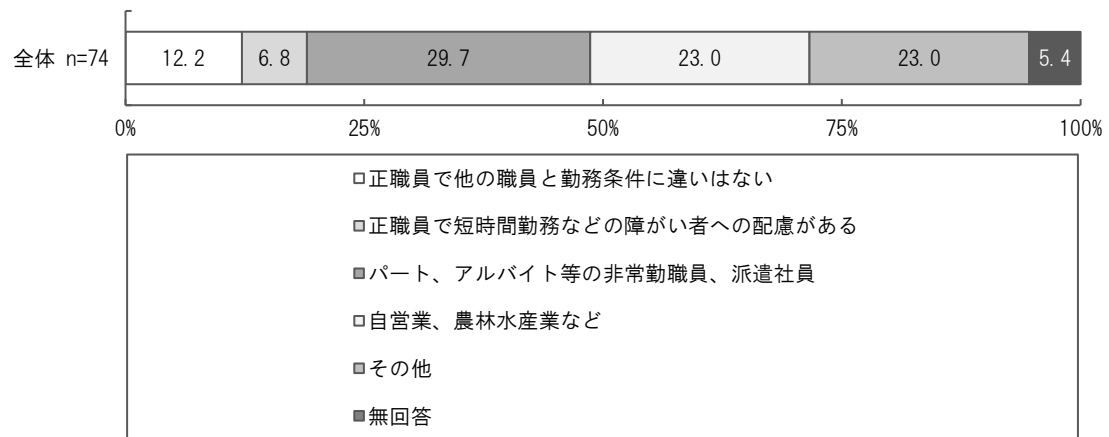 全体 n=74
12.2 6.8 29.7 23.0 23.0 5.4
0% 25% 50% 75% 100%
正職員で他の職員と勤務条件に違いはない
正職員で短時間勤務などの障がい者への配慮がある
パート、アルバイト等の非常勤職員、派遣社員
自営業、農林水産業など
その他
無回答